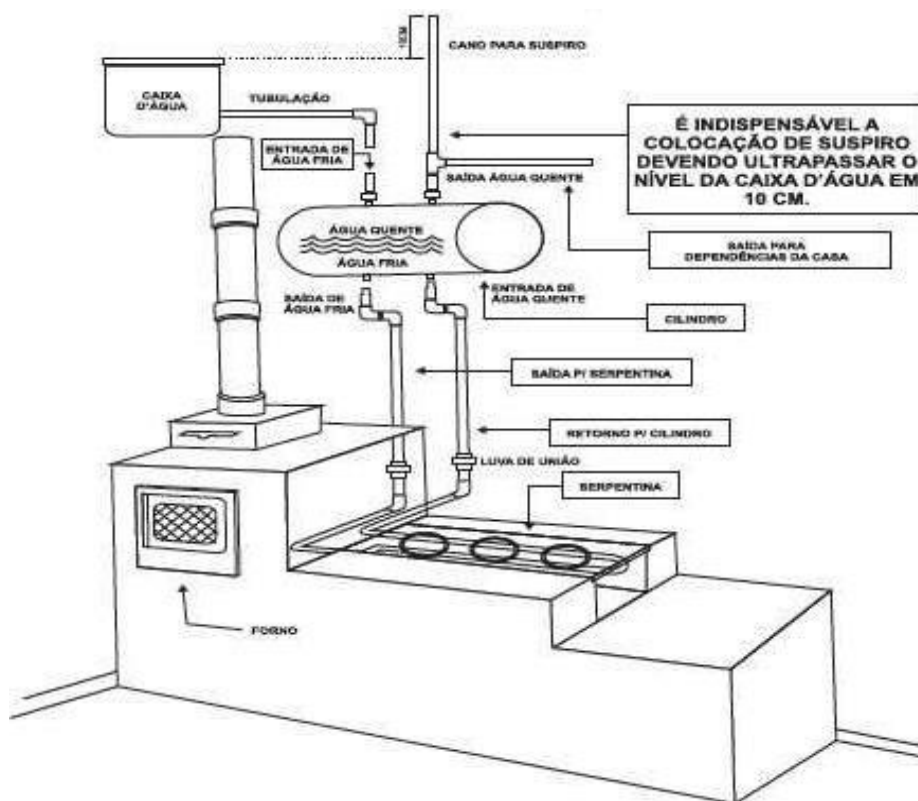 10CM
CANO PARA SUSPIRO
CAIXA
D'ÁGUA
TUBULAÇÃO
ENTRADA DE
ÁGUA FRIA
É INDISPENSÁVEL A
COLOCAÇÃO DE SUSPIRO
DEVENDO ULTRAPASSAR O
NÍVEL DA CAIXA D'ÁGUA EM
10 CM.
SAÍDA ÁGUA QUENTE
ÁGUA QUENTE
ÁGUA FRIA
SAÍDA PARA
DEPENDÊNCIAS DA CASA
SAÍDA DE
ÁGUA FRIA
ENTRADA DE
ÁGUA QUENTE
CILINDRO
SAÍDA P/ SERPENTINA
RETORNO P/ CILINDRO
LUVA DE UNIÃO
SERPENTINA
FORNO